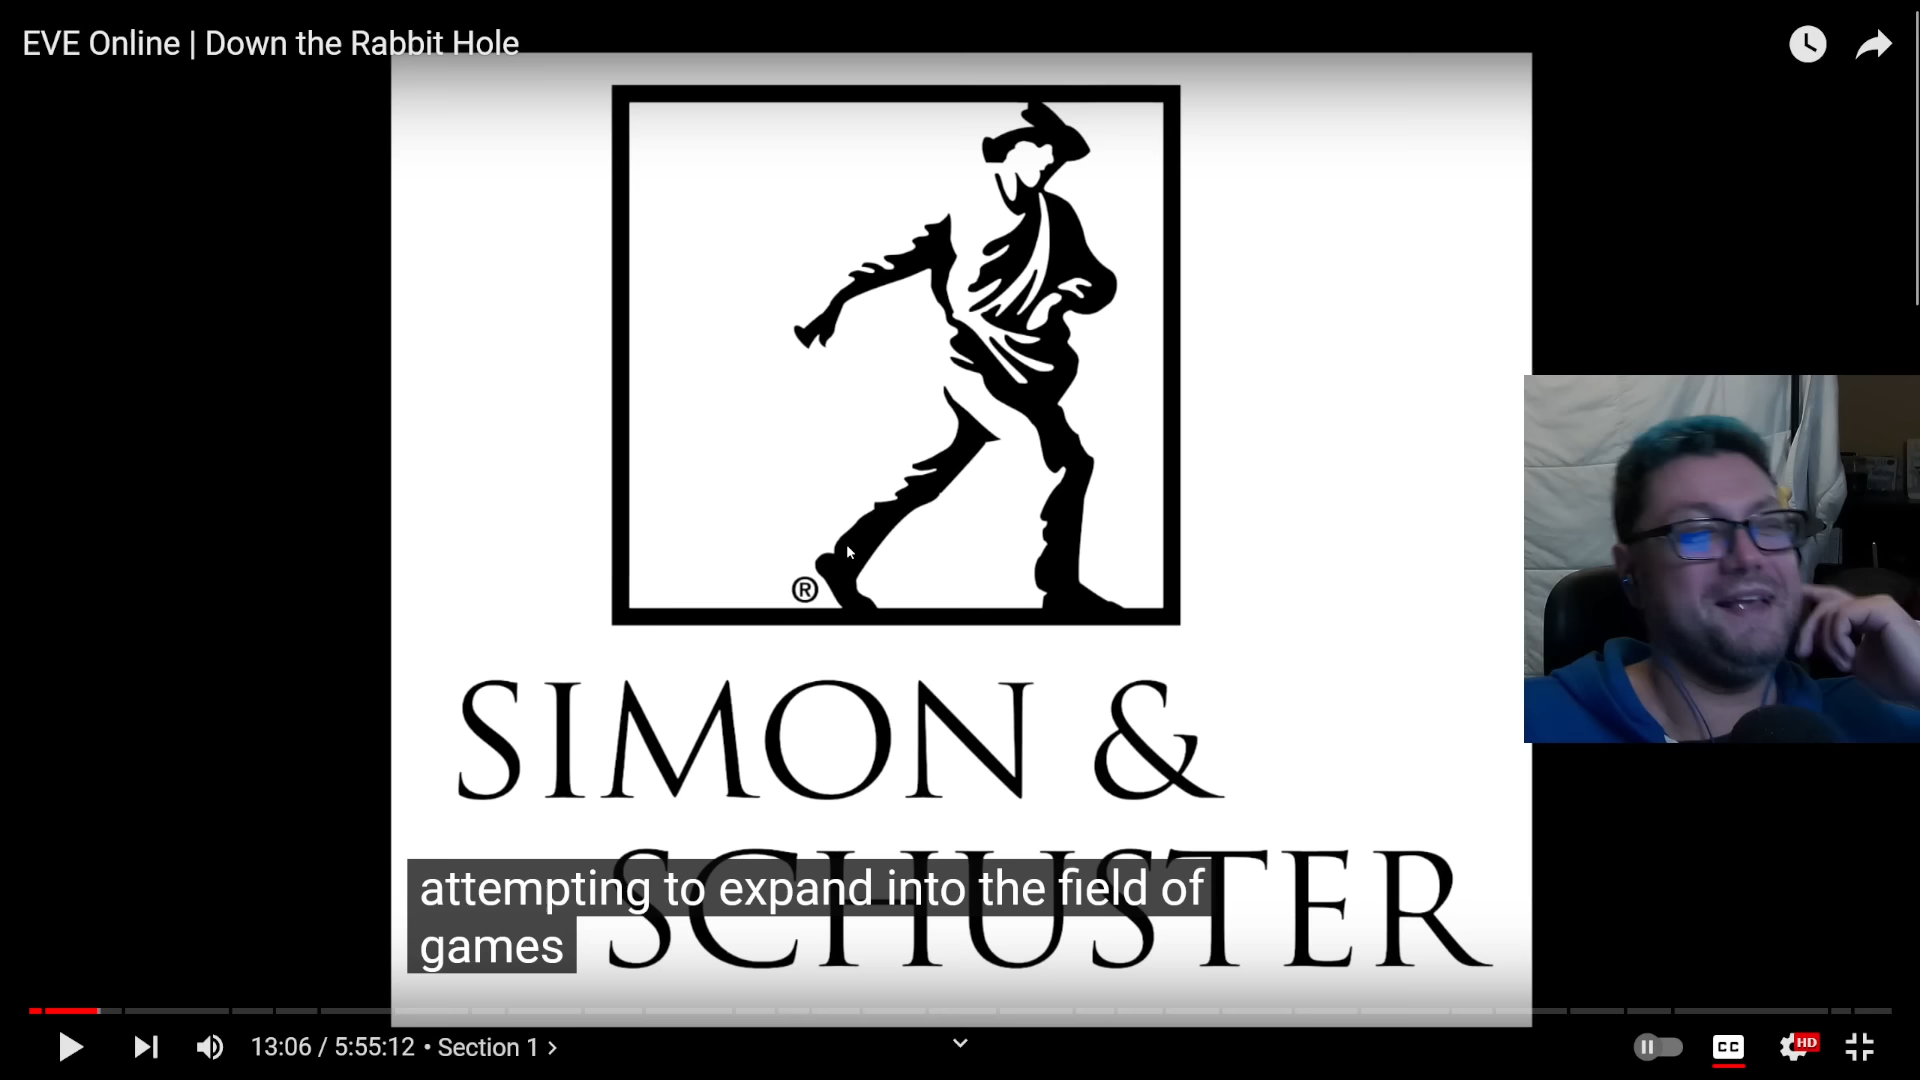 EVE Online | Down the Rabbit Hole
®
SIMON &
SCHUSTER
attempting to expand into the field of
games
13:06 / 5:55:12 • Section 1 >
CC
HD